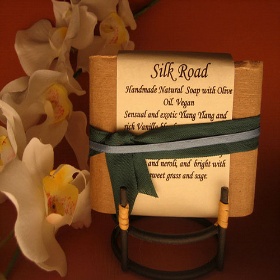 Silk Road
Handmade Natural Soap with Olive
Oil. Vegan
Sensual and exotic Ylang Ylang and
rich Vanilla
and neroli, and bright with
sweet grass and sage.